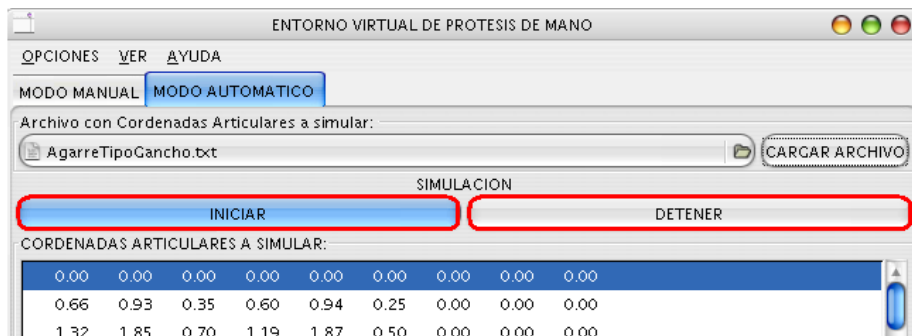 ENTORNO VIRTUAL DE PROTESIS DE MANO
OPCIONES VER AYUDA
MODO MANUAL MODO AUTOMATICO
Archivo con Cordenadas Articulares a simular:
AgarreTipoGancho.txt CARGAR ARCHIVO
SIMULACION
INICIAR DETENER
CORDENADAS ARTICULARES A SIMULAR:
0.00 0.00 0.00 0.00 0.00 0.00 0.00 0.00 0.00
0.66 0.93 0.35 0.60 0.94 0.25 0.00 0.00 0.00
1.32 1.85 0.70 1.19 1.87 0.50 0.00 0.00 0.00